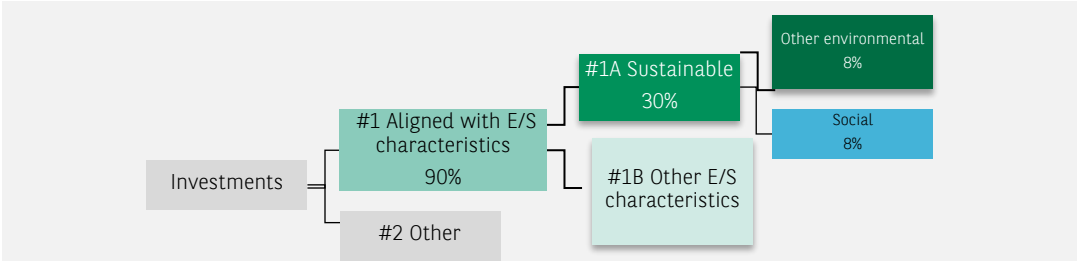 Other environmental
8%
#1A Sustainable
30%
Social
8%
#1 Aligned with E/S
characteristics
90%
#1B Other E/S
characteristics
Investments
#2 Other